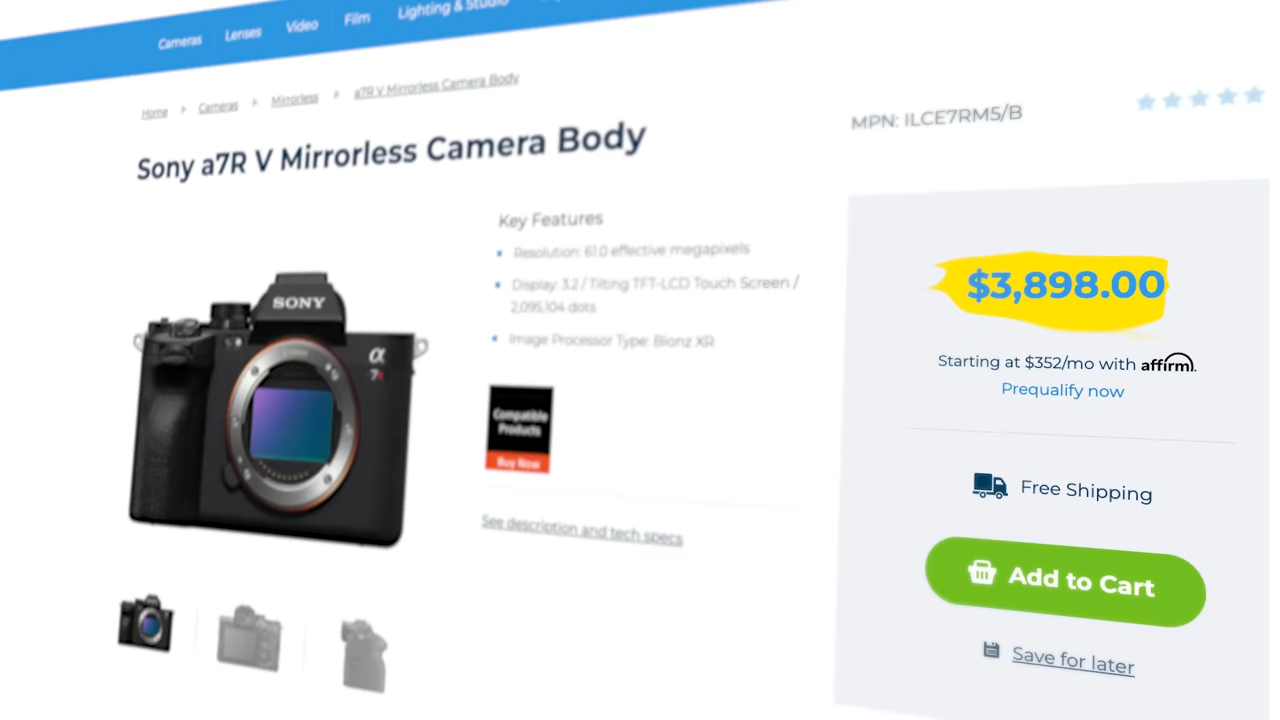 Cameras
Lenses
Video
Film
Lighting & Studio
Home
Cameras
Mirrorless
a7R V Mirrorless Camera Body
Sony a7R V Mirrorless Camera Body
MPN: ILCE7RM5/B
SONY
α
7R
Key Features
Resolution: 61.0 effective megapixels
Display: 3.2 / Tilting TFT-LCD Touch Screen /
2,095,104 dots
Image Processor Type: Bionz XR
Compatible
Products
Buy Now
See description and tech specs
$3,898.00
Starting at $352/mo with affirm.
Prequalify now
Free Shipping
Add to Cart
Save for later